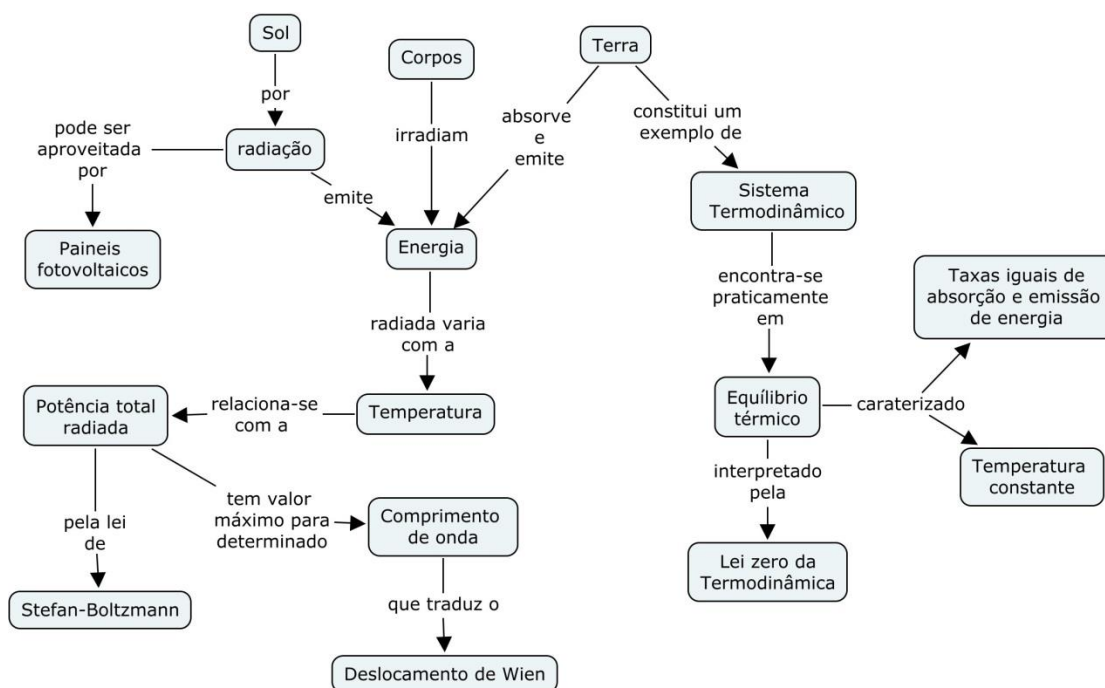 Sol
Corpos
Terra
por
pode ser
aproveitada
por
radiação
irradiam
absorve
e
emite
constitui um
exemplo de
emite
Sistema
Termodinâmico
Paineis
fotovoltaicos
Energia
encontra-se
praticamente
em
Taxas iguais de
absorção e emissão
de energia
radiada varia
com a
Potência total
radiada
relaciona-se
com a
Temperatura
Equílibrio
térmico
caraterizado
interpretado
pela
Temperatura
constante
tem valor
máximo para
determinado
pela lei
de
Comprimento
de onda
Lei zero da
Termodinâmica
Stefan-Boltzmann
que traduz o
Deslocamento de Wien